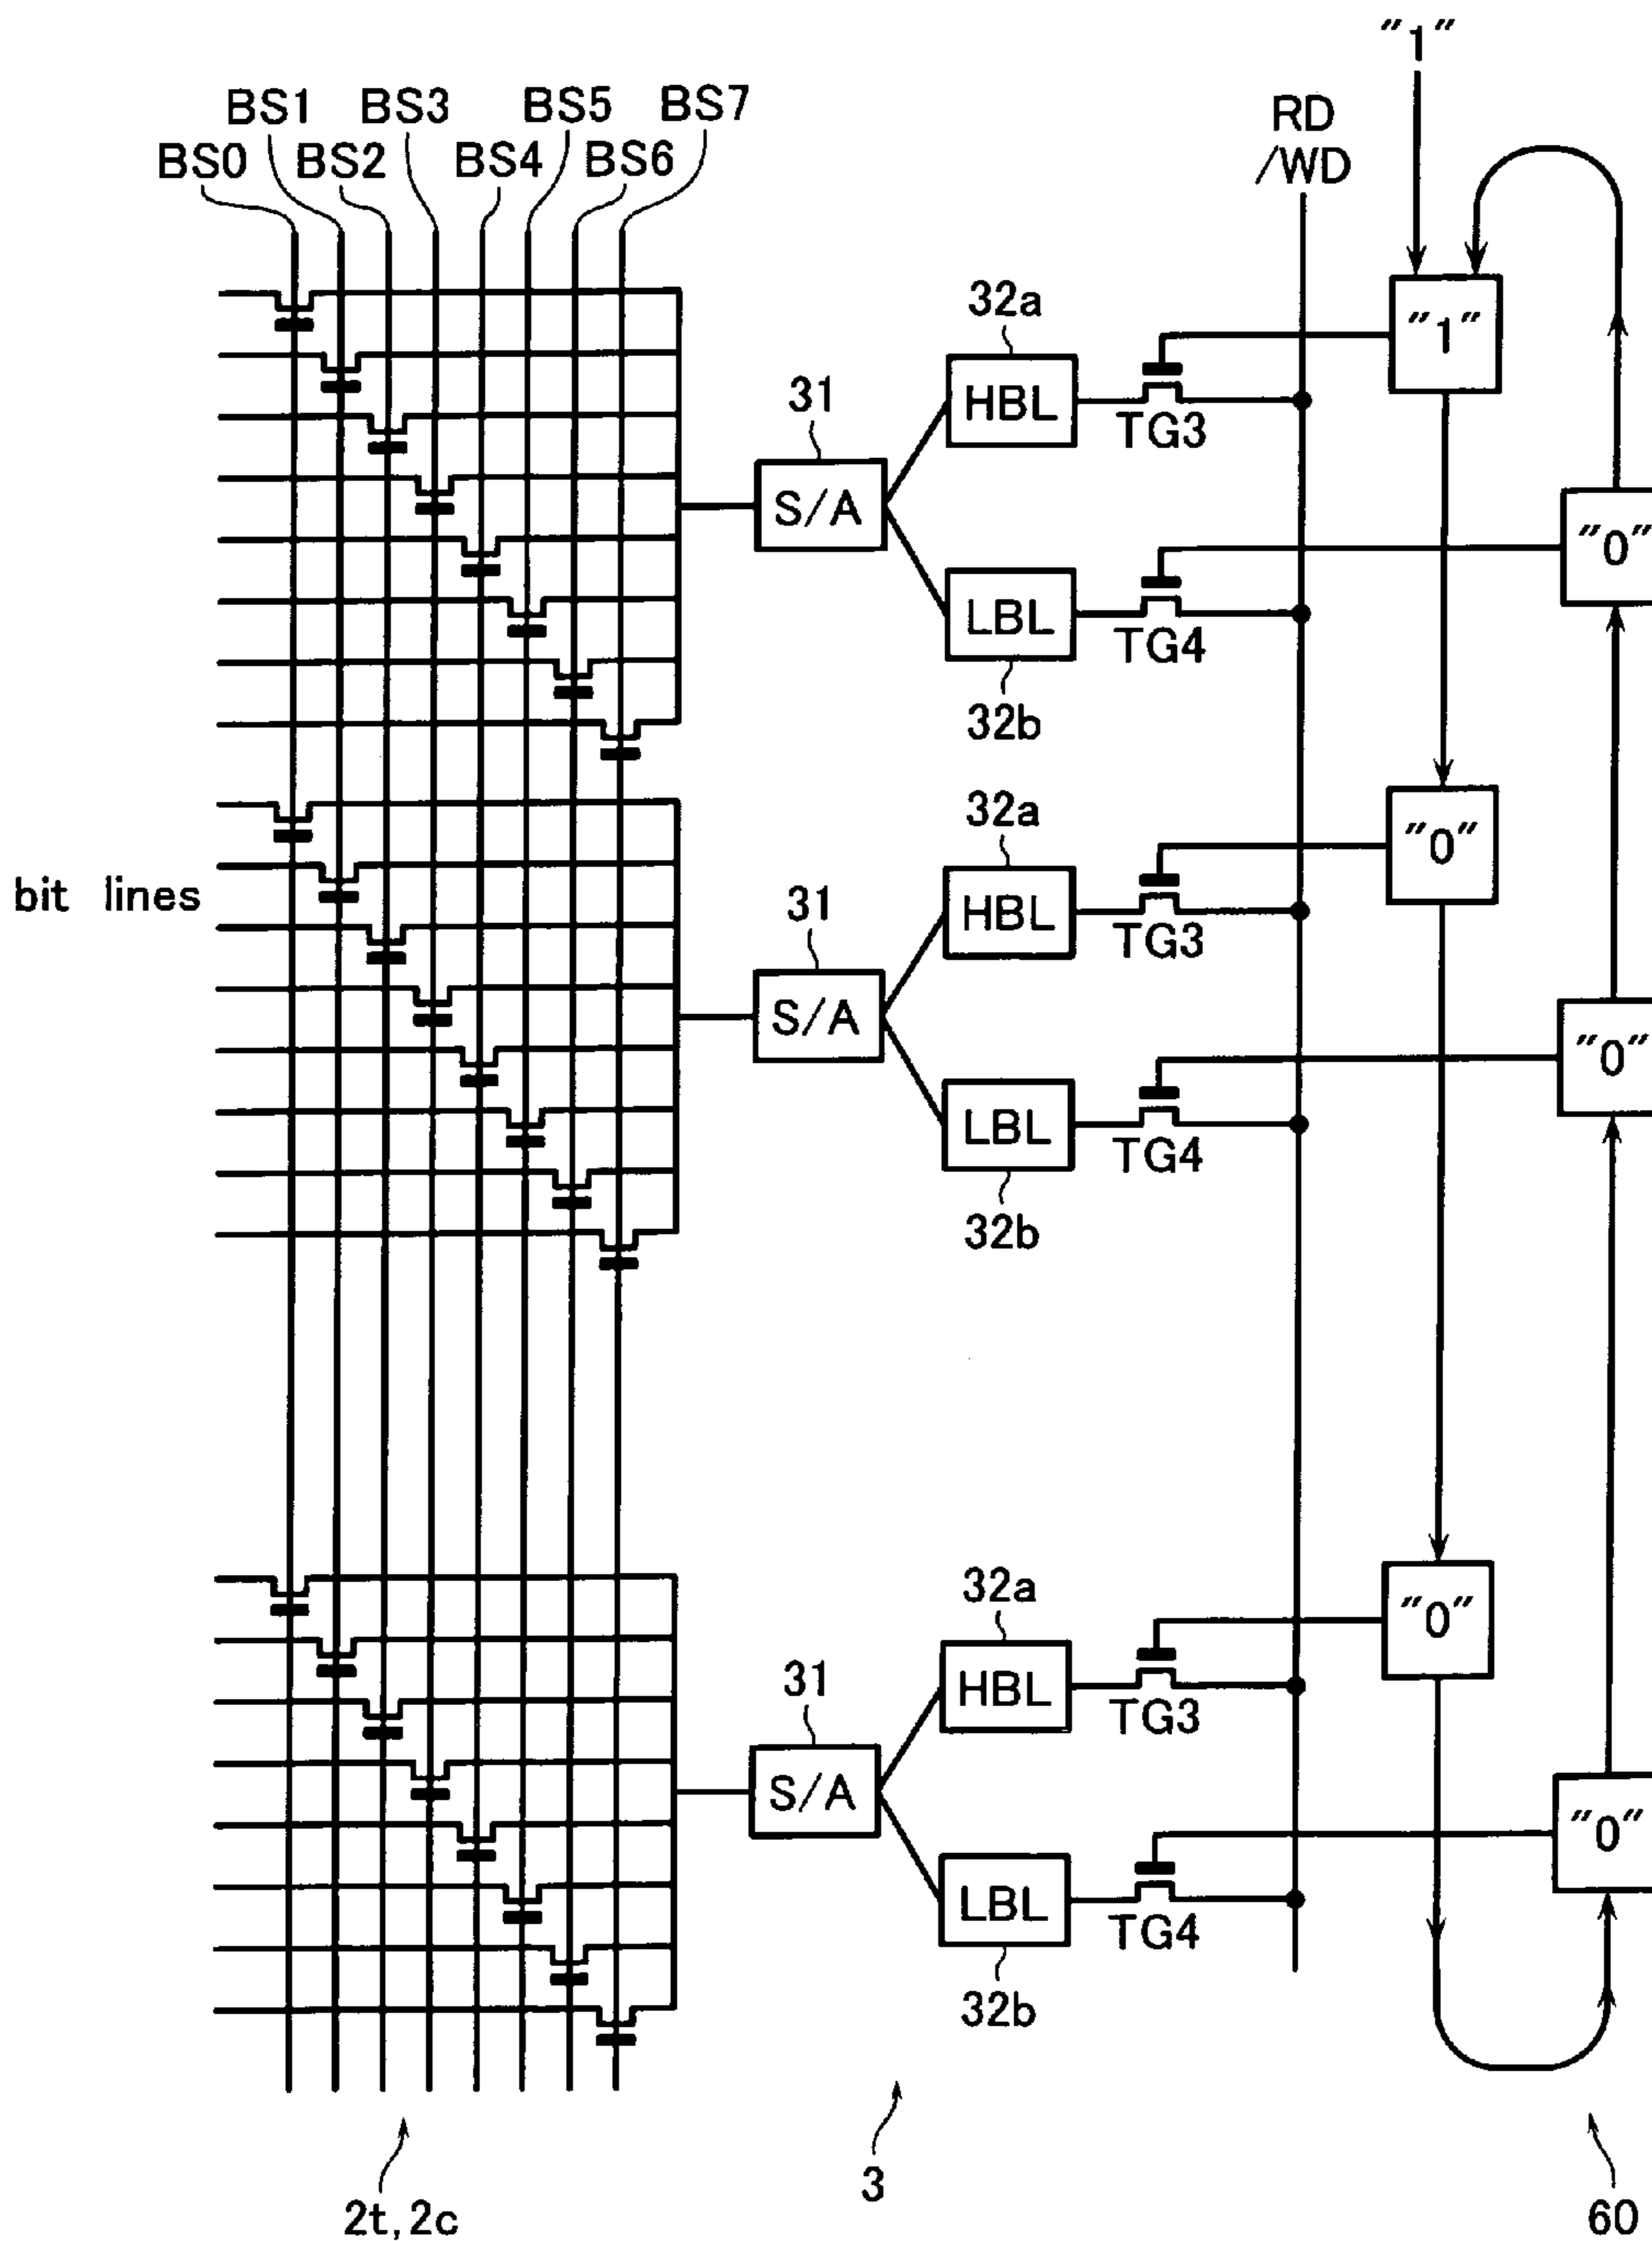 "1"
RD
/WD
BS1 BS3 BS5 BS7
BS0 BS2 BS4 BS6
32a
"1"
31
HBL
TG3
S/A
"0"
LBL
TG4
32b
32a
"0"
bit lines
31
HBL
TG3
S/A
"0"
LBL
TG4
32b
32a
"0"
31
HBL
TG3
S/A
"0"
LBL
TG4
32b
3
2t,2c
60